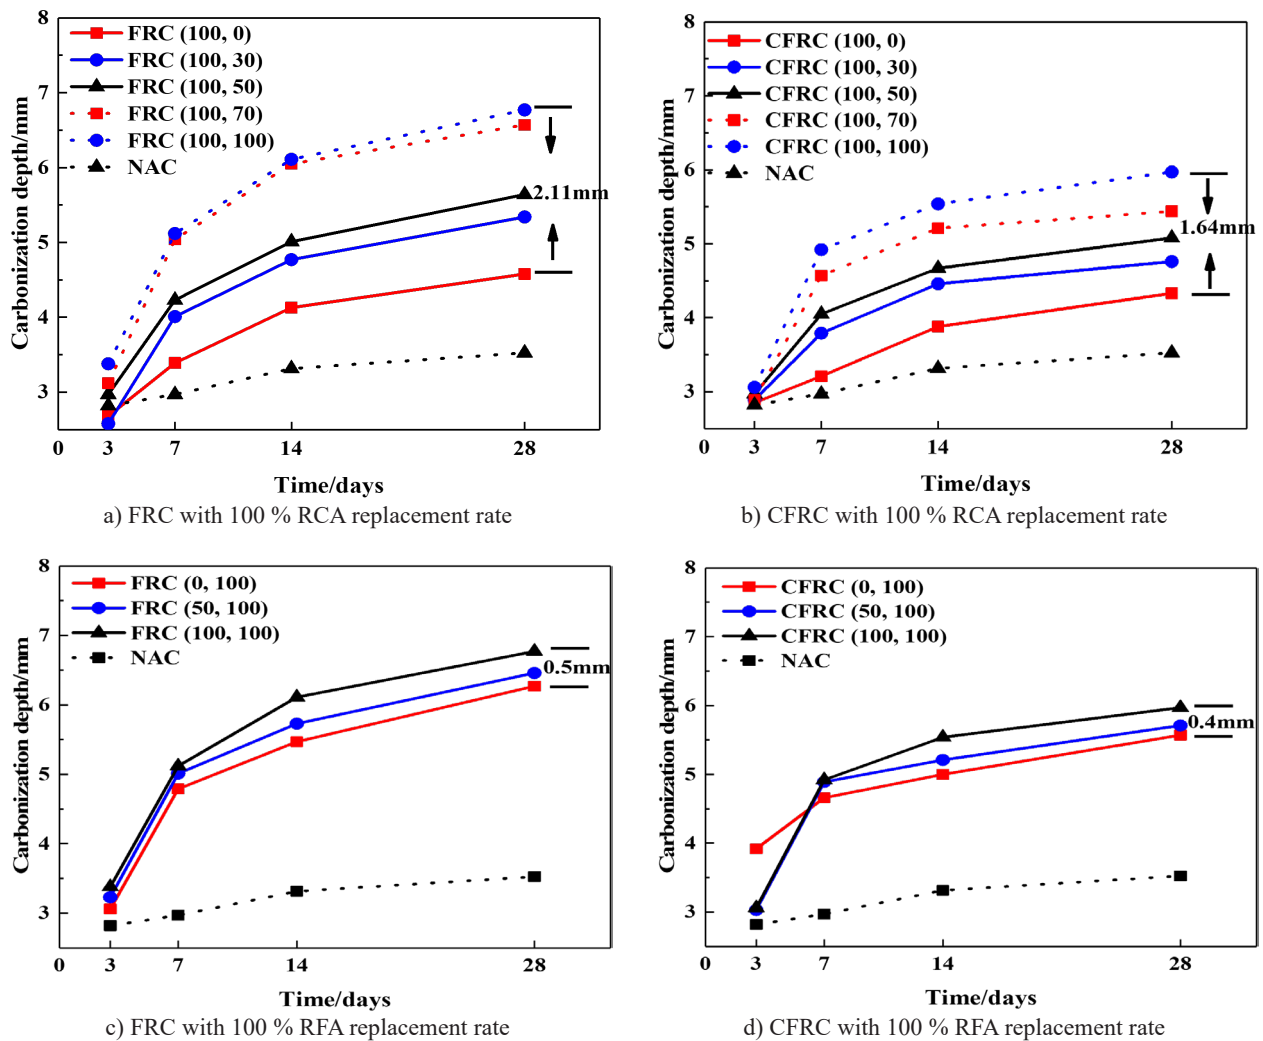 8
7
6
5
4
3
0
3
7
14
28
Carbonization depth/mm
Time/days
FRC (100, 0)
FRC (100, 30)
FRC (100, 50)
FRC (100, 70)
FRC (100, 100)
NAC
2.11mm
a) FRC with 100 % RCA replacement rate
8
7
6
5
4
3
0
3
7
14
28
Carbonization depth/mm
Time/days
CFRC (100, 0)
CFRC (100, 30)
CFRC (100, 50)
CFRC (100, 70)
CFRC (100, 100)
NAC
1.64mm
b) CFRC with 100 % RCA replacement rate
8
7
6
5
4
3
0
3
7
14
28
Carbonization depth/mm
Time/days
FRC (0, 100)
FRC (50, 100)
FRC (100, 100)
NAC
0.5mm
c) FRC with 100 % RFA replacement rate
8
7
6
5
4
3
0
3
7
14
28
Carbonization depth/mm
Time/days
CFRC (0, 100)
CFRC (50, 100)
CFRC (100, 100)
NAC
0.4mm
d) CFRC with 100 % RFA replacement rate